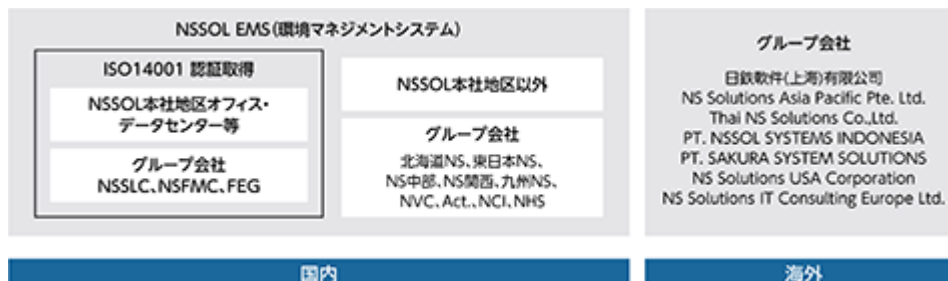 NSSOL EMS(環境マネジメントシステム)
ISO14001 認証取得
NSSOL本社地区オフィス・
データセンター等
グループ会社
NSSLC、NSFMC、FEG
NSSOL本社地区以外
グループ会社
北海道NS、東日本NS、
NS中部、NS関西、九州NS、
NVC、Act.、NCI、NHS
グループ会社
日鉄軟件(上海)有限公司
NS Solutions Asia Pacific Pte. Ltd.
Thai NS Solutions Co.,Ltd.
PT. NSSOL SYSTEMS INDONESIA
PT. SAKURA SYSTEM SOLUTIONS
NS Solutions USA Corporation
NS Solutions IT Consulting Europe Ltd.
国内
海外